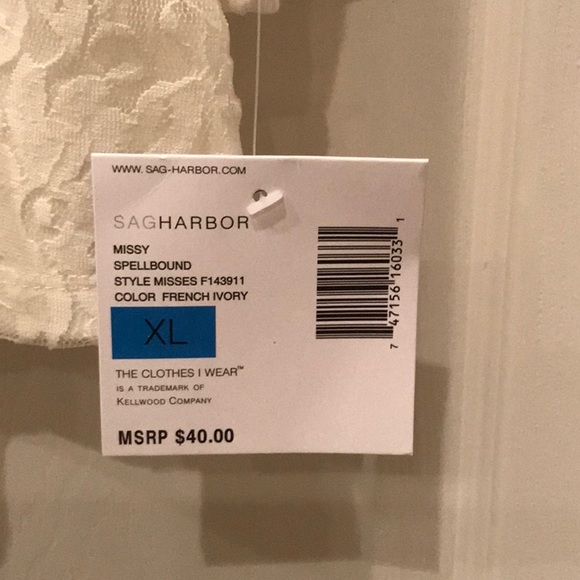 WWW. SAG-HARBOR.COM
SAGHARBOR
MISSY
SPELLBOUND
STYLE MISSES F143911
COLOR FRENCH IVORY
XL
THE CLOTHES I WEAR™
IS A TRADEMARK OF
KELLWOOD COMPANY
MSRP $40.00
7 47156 16033 1